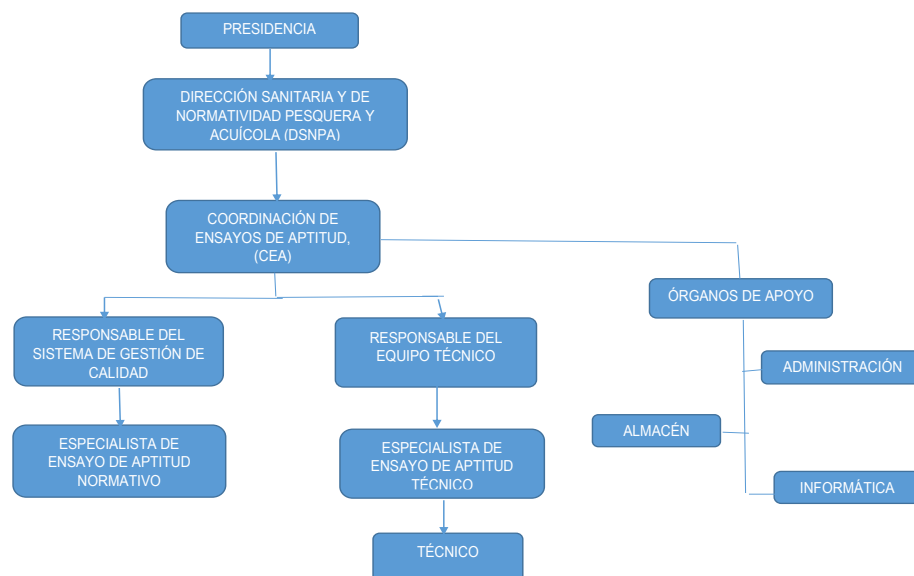 PRESIDENCIA
DIRECCIÓN SANITARIA Y DE
NORMATIVIDAD PESQUERA Y
ACUÍCOLA (DSNPA)
COORDINACIÓN DE
ENSAYOS DE APTITUD,
(CEA)
ÓRGANOS DE APOYO
RESPONSABLE DEL
SISTEMA DE GESTIÓN DE
CALIDAD
RESPONSABLE DEL
EQUIPO TÉCNICO
ADMINISTRACIÓN
ALMACÉN
ESPECIALISTA DE
ENSAYO DE APTITUD
NORMATIVO
ESPECIALISTA DE
ENSAYO DE APTITUD
TÉCNICO
INFORMÁTICA
TÉCNICO